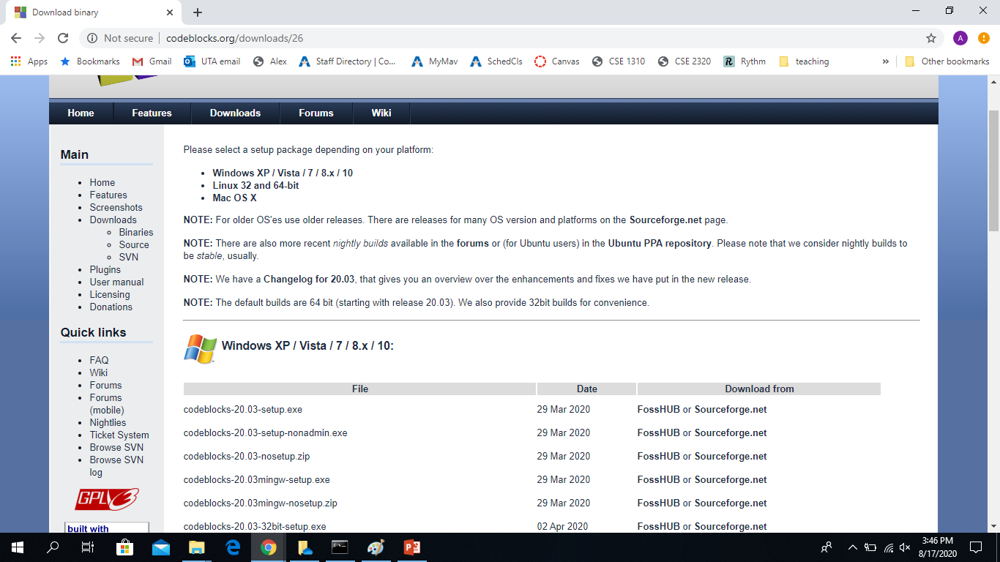 Download binary
Not secure
codeblocks.org/downloads/26
A
Apps
Bookmarks
Gmail
UTA email
Alex
Staff Directory | Co...
MyMav
SchedCls
Canvas
CSE 1310
CSE 2320
R
Rythm
teaching
»
Other bookmarks
Home
Features
Downloads
Forums
Wiki
Main
Home
Features
Screenshots
Downloads
Binaries
Source
SVN
Plugins
User manual
Licensing
Donations
Quick links
FAQ
Wiki
Forums
Forums
(mobile)
Nightlies
Ticket System
Browse SVN
Browse SVN
log
GPLv3
built with
Please select a setup package depending on your platform:
Windows XP / Vista / 7 / 8.x / 10
Linux 32 and 64-bit
Mac OS X
NOTE: For older OS'es use older releases. There are releases for many OS version and platforms on the Sourceforge.net page.
NOTE: There are also more recent nightly builds available in the forums or (for Ubuntu users) in the Ubuntu PPA repository. Please note that we consider nightly builds to
be stable, usually.
NOTE: We have a Changelog for 20.03, that gives you an overview over the enhancements and fixes we have put in the new release.
NOTE: The default builds are 64 bit (starting with release 20.03). We also provide 32bit builds for convenience.
Windows XP / Vista / 7 / 8.x / 10:
File Date Download from
codeblocks-20.03-setup.exe 29 Mar 2020 FossHUB or Sourceforge.net
codeblocks-20.03-setup-nonadmin.exe 29 Mar 2020 FossHUB or Sourceforge.net
codeblocks-20.03-nosetup.zip 29 Mar 2020 FossHUB or Sourceforge.net
codeblocks-20.03mingw-setup.exe 29 Mar 2020 FossHUB or Sourceforge.net
codeblocks-20.03mingw-nosetup.zip 29 Mar 2020 FossHUB or Sourceforge.net
codeblocks-20.03-32bit-setup.exe 02 Apr 2020 FossHUB or Sourceforge.net
3:46 PM
8/17/2020